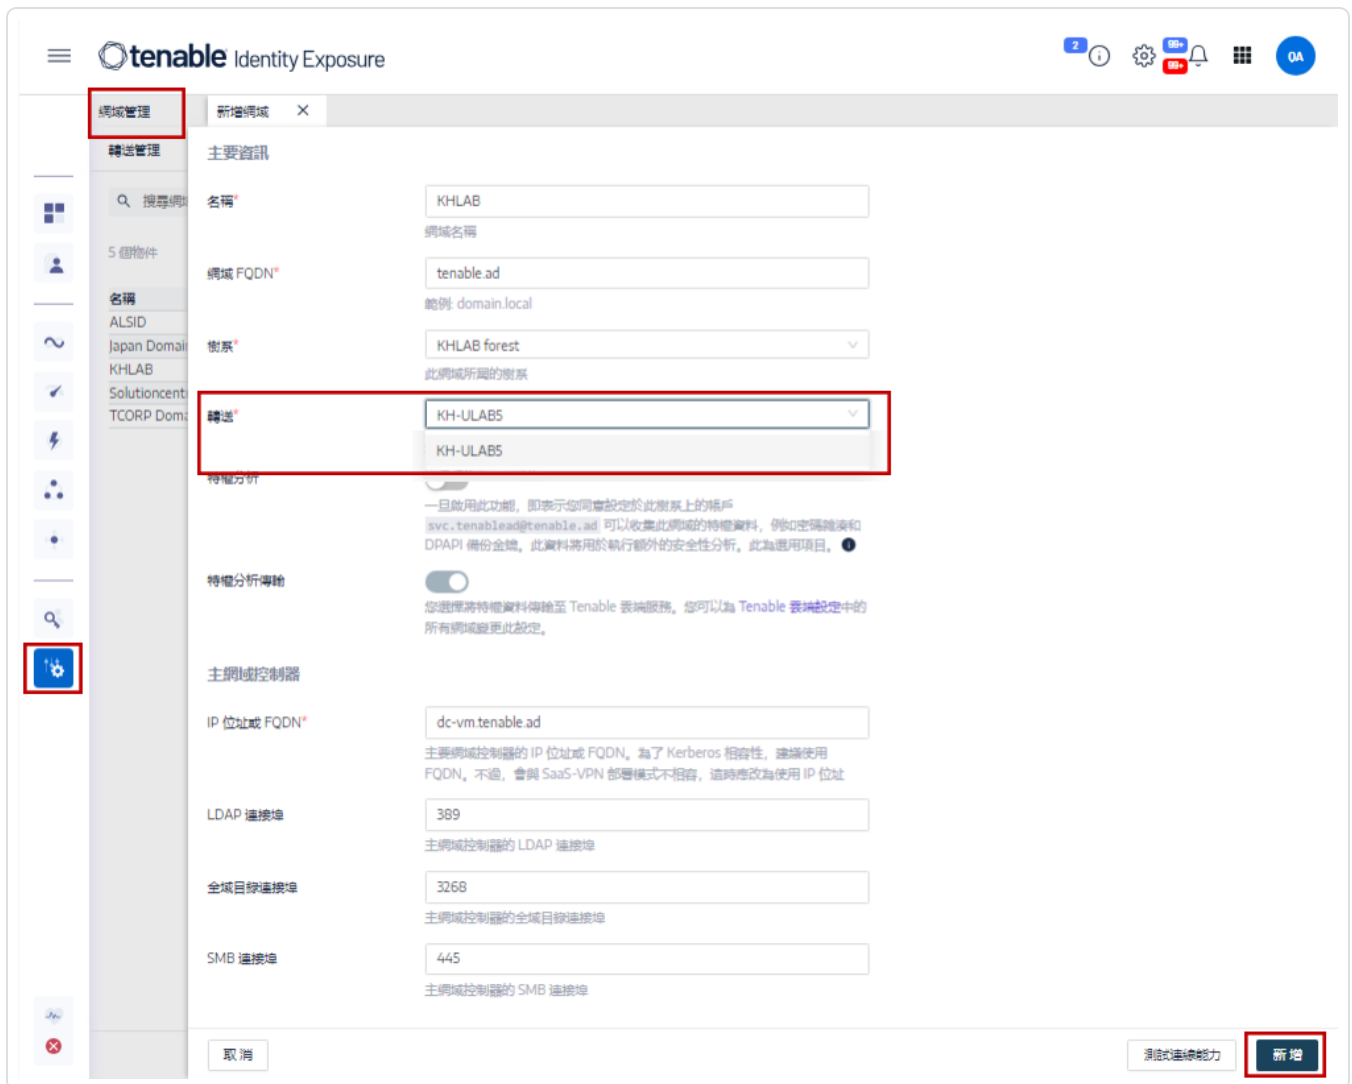 tenable Identity Exposure
2
99+
99+
QA
網域管理
新增網域
轉送管理
主要資訊
搜尋網域
名稱*
KHLAB
網域名稱
5 個物件
網域 FQDN*
tenable.ad
範例: domain.local
名稱
ALSID
Japan Domain
KHLAB
Solutioncent
TCORP Doma
樹系*
KHLAB forest
此網域所屬的樹系
轉送*
KH-ULAB5
KH-ULAB5
特權分析
一旦啟用此功能，即表示您同意設定於此樹系上的帳戶
svc.tenablead@tenable.ad 可以收集此網域的特權資料，例如密碼雜湊和
DPAPI 備份金鑰。此資料將用於執行額外的安全性分析。此為選用項目。
特權分析傳輸
您選擇將特權資料傳輸至 Tenable 雲端服務。您可以為 Tenable 雲端設定中的
所有網域變更此設定。
主網域控制器
IP 位址或 FQDN*
dc-vm.tenable.ad
主要網域控制器的 IP 位址或 FQDN。為了 Kerberos 相容性，建議使用
FQDN。不過，會與 SaaS-VPN 部署模式不相容，這時應改為使用 IP 位址
LDAP 連接埠
389
主網域控制器的 LDAP 連接埠
全域目錄連接埠
3268
主網域控制器的全域目錄連接埠
SMB 連接埠
445
主網域控制器的 SMB 連接埠
取消
測試連線能力
新增